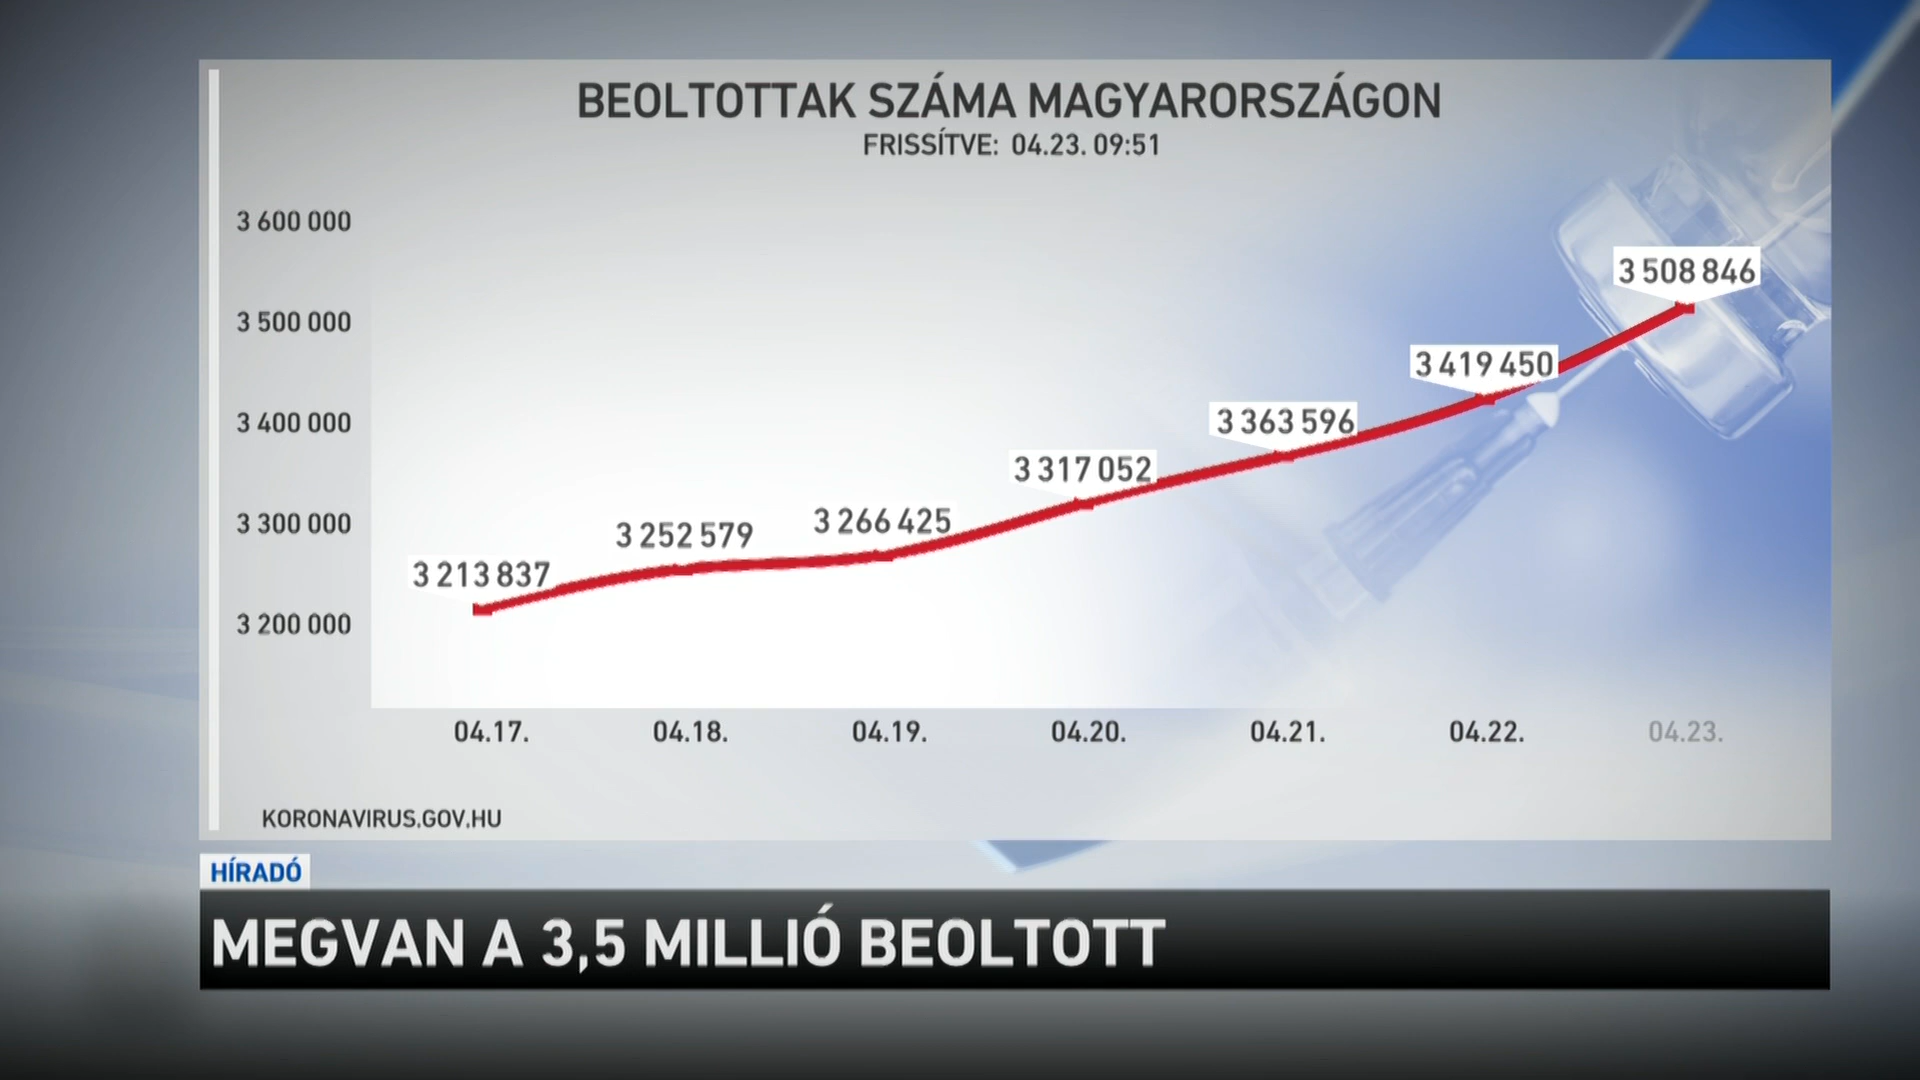 BEOLTOTTAK SZÁMA MAGYARORSZÁGON
FRISSÍTVE: 04.23. 09:51
3 600 000
3 500 000
3 400 000
3 300 000
3 200 000
3 213 837
3 252 579
3 266 425
3 317 052
3 363 596
3 419 450
3 508 846
04.17. 04.18. 04.19. 04.20. 04.21. 04.22. 04.23.
KORONAVIRUS.GOV.HU
HÍRADÓ
MEGVAN A 3,5 MILLIÓ BEOLTOTT